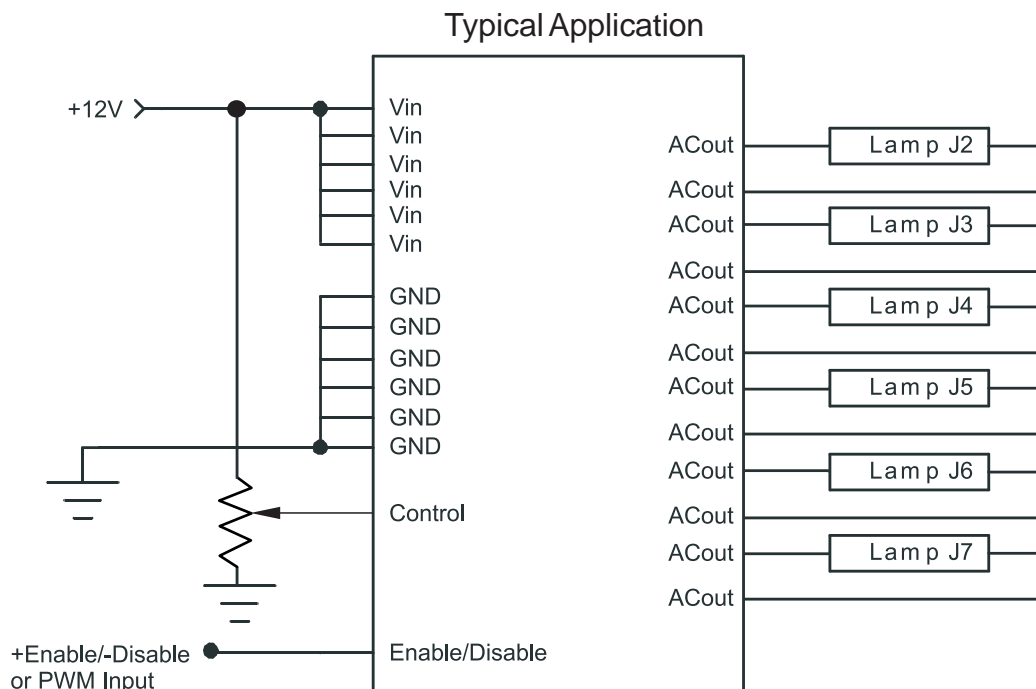 Typical Application
+12V
Vin
Vin
Vin
Vin
Vin
Vin
GND
GND
GND
GND
GND
GND
Control
Enable/Disable
+Enable/-Disable
or PWM Input
ACout
Lamp J2
ACout
ACout
Lamp J3
ACout
ACout
Lamp J4
ACout
ACout
Lamp J5
ACout
ACout
Lamp J6
ACout
ACout
Lamp J7
ACout